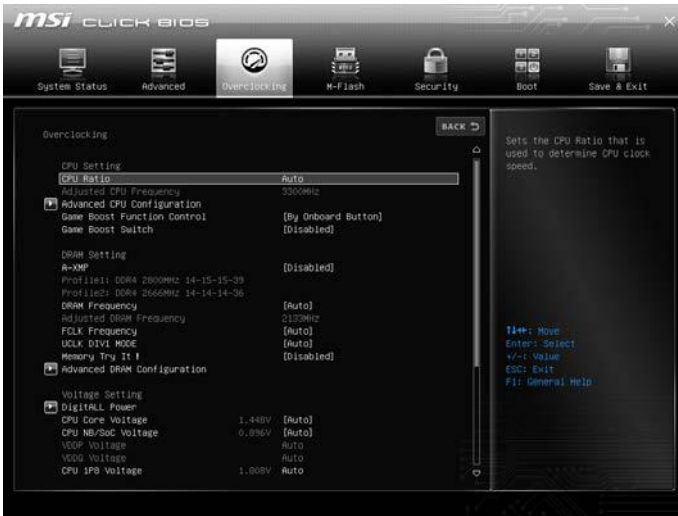 msi CLICK BIOS
System Status Advanced Overclocking M-Flash Security Boot Save & Exit
BACK
Overclocking
CPU Setting
CPU Ratio Auto
Adjusted CPU Frequency 3300MHz
Advanced CPU Configuration
Game Boost Function Control [By Onboard Button]
Game Boost Switch [Disabled]
DRAM Setting
A-XMP [Disabled]
Profile1: DDR4 2800MHz 14-15-15-39
Profile2: DDR4 2666MHz 14-14-14-36
DRAM Frequency [Auto]
Adjusted DRAM Frequency 2133MHz
FCLK Frequency [Auto]
UCLK DIV1 MODE [Auto]
Memory Try It ! [Disabled]
Advanced DRAM Configuration
Voltage Setting
DigitALL Power
CPU Core Voltage 1.448V [Auto]
CPU NB/SoC Voltage 0.896V [Auto]
VDDP Voltage Auto
VDDG Voltage Auto
CPU 1P8 Voltage 1.808V Auto
Sets the CPU Ratio that is
used to determine CPU clock
speed.
↑↓←→: Move
Enter: Select
+/-: Value
ESC: Exit
F1: General Help